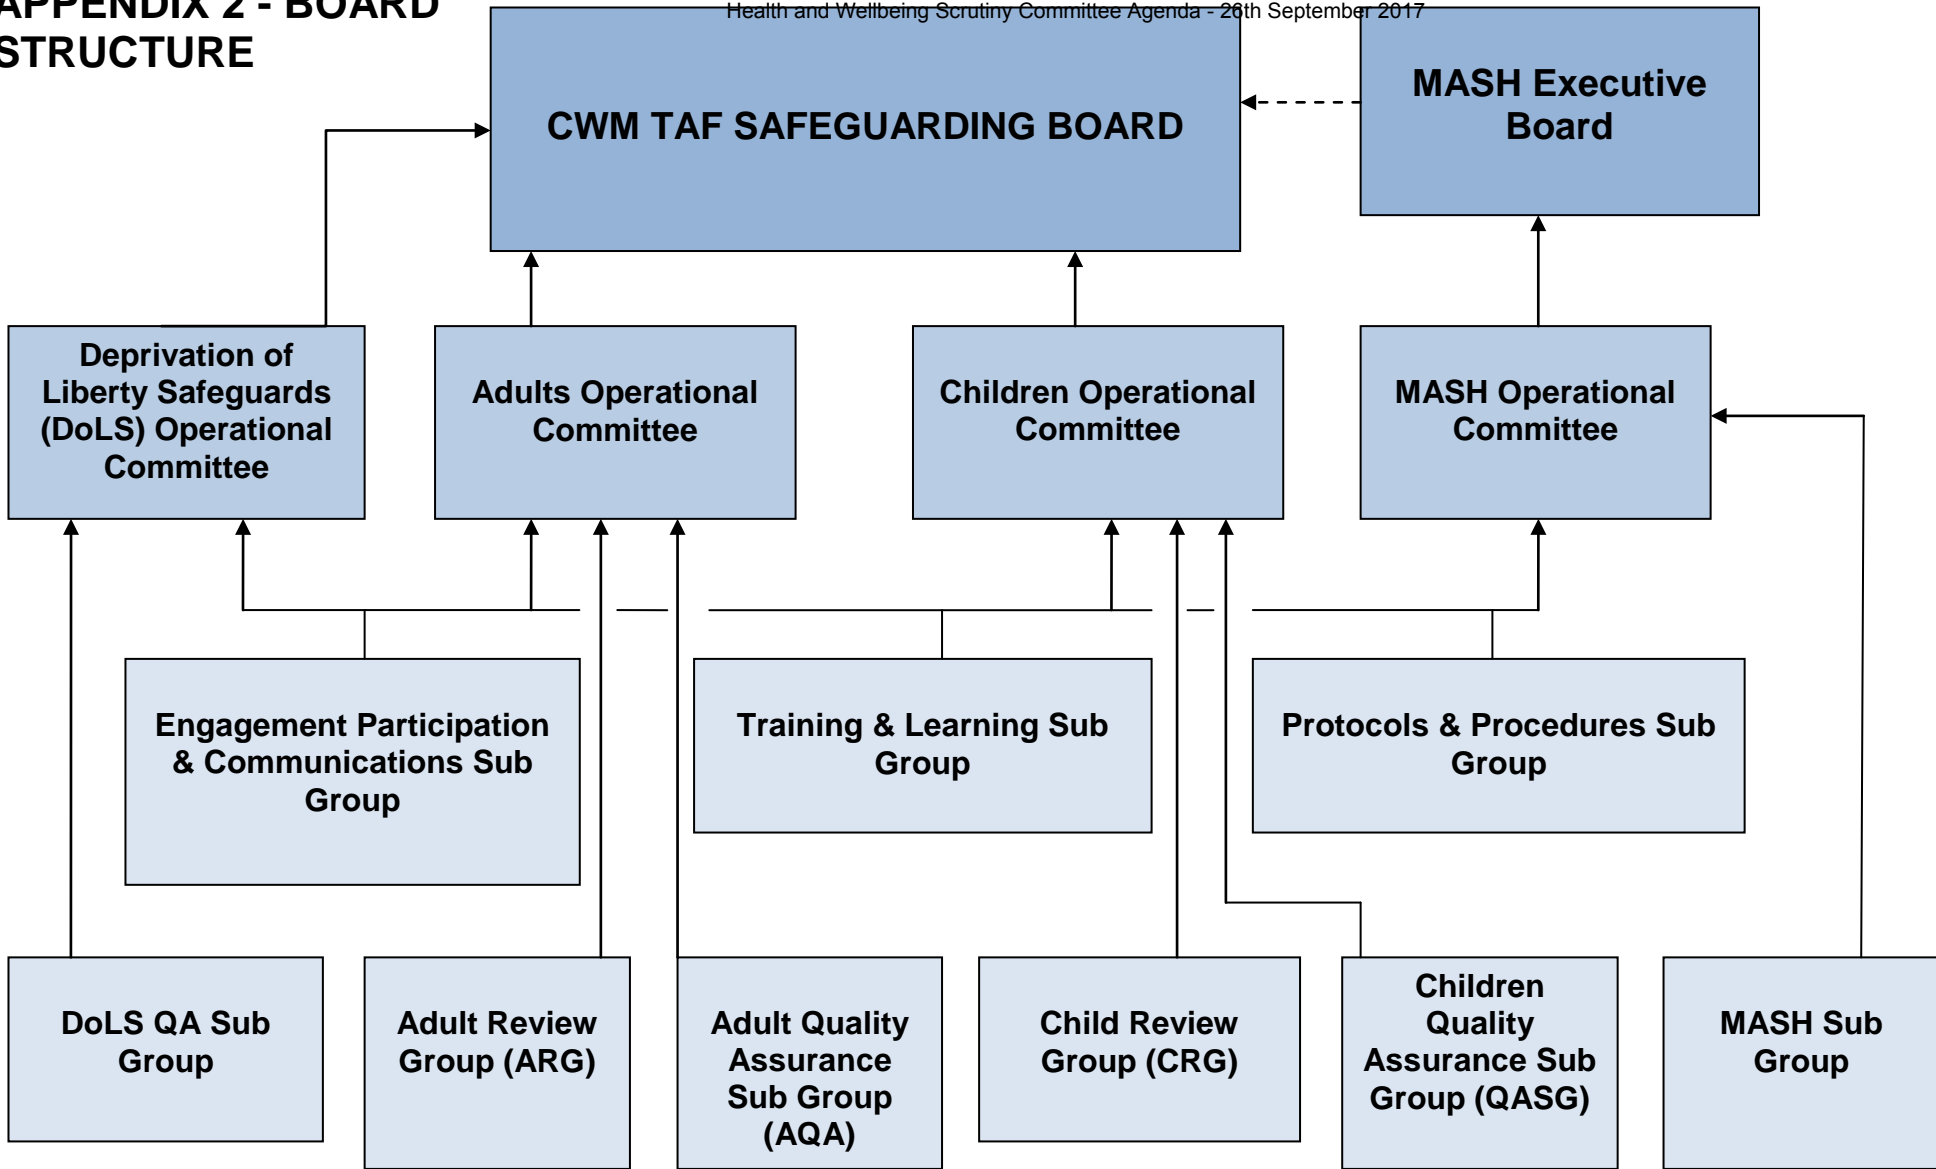 APPENDIX 2 - BOARD
STRUCTURE
Health and Wellbeing Scrutiny Committee Agenda - 26th September 2017
CWM TAF SAFEGUARDING BOARD
MASH Executive
Board
Deprivation of
Liberty Safeguards
(DoLS) Operational
Committee
Adults Operational
Committee
Children Operational
Committee
MASH Operational
Committee
Engagement Participation
& Communications Sub
Group
Training & Learning Sub
Group
Protocols & Procedures Sub
Group
DoLS QA Sub
Group
Adult Review
Group (ARG)
Adult Quality
Assurance
Sub Group
(AQA)
Child Review
Group (CRG)
Children
Quality
Assurance Sub
Group (QASG)
MASH Sub
Group